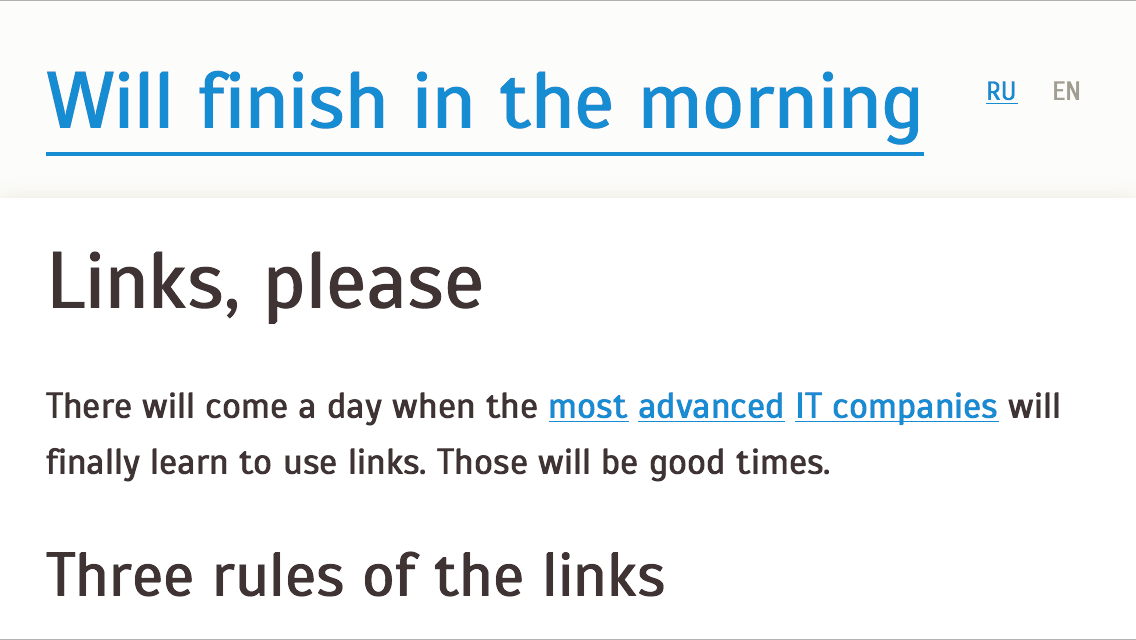 Will finish in the morning
RU EN
Links, please
There will come a day when the most advanced IT companies will
finally learn to use links. Those will be good times.
Three rules of the links